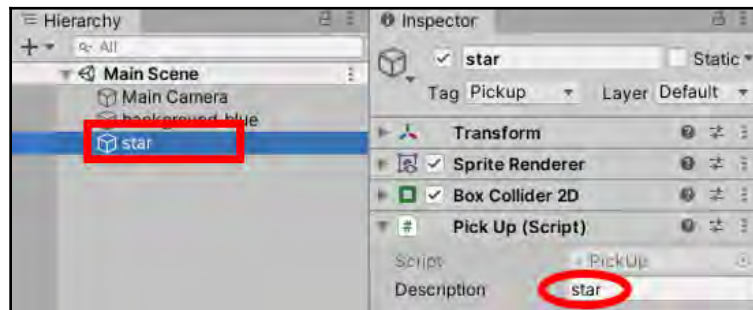 Hierarchy
All
Main Scene
Main Camera
background_blue
star
Inspector
star
Static
Tag Pickup Layer Default
Transform
Sprite Renderer
Box Collider 2D
Pick Up (Script)
Script PickUp
Description star